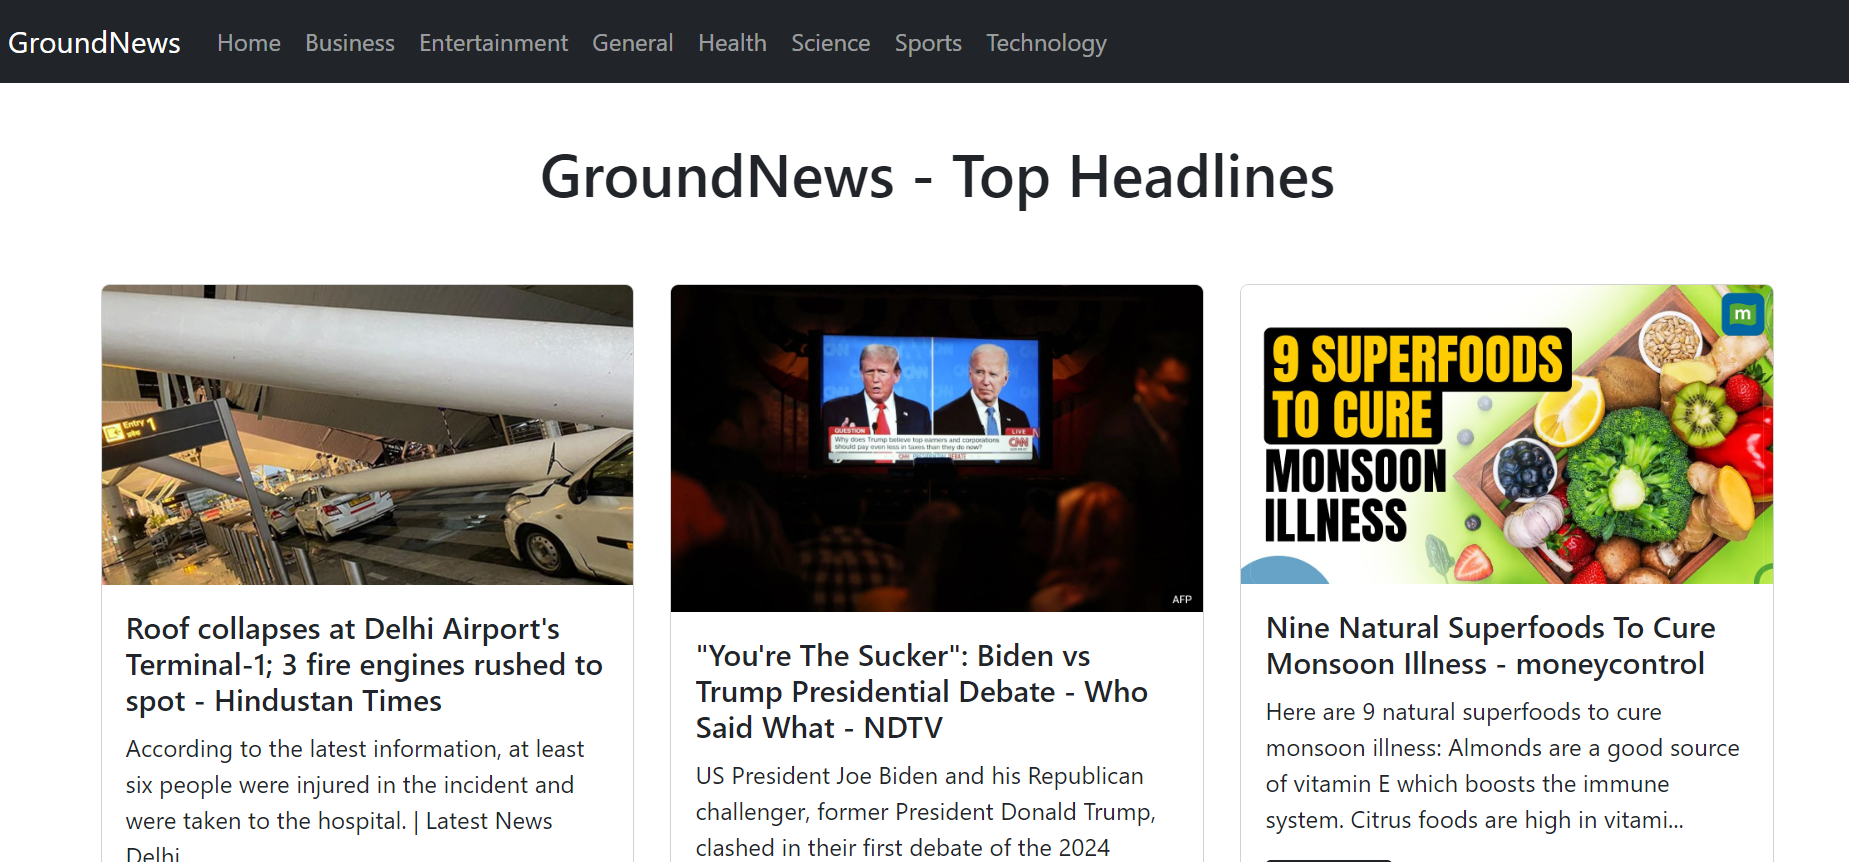 GroundNews Home Business Entertainment General Health Science Sports Technology
GroundNews - Top Headlines
Entry 1
Roof collapses at Delhi Airport's
Terminal-1; 3 fire engines rushed to
spot - Hindustan Times
According to the latest information, at least
six people were injured in the incident and
were taken to the hospital. | Latest News
Delhi
QUESTION
LIVE
Why does Trump believe top earners and corporations
should pay even less in taxes than they do now?
CNN
CNN PRESIDENTIAL DEBATE
AFP
"You're The Sucker": Biden vs
Trump Presidential Debate - Who
Said What - NDTV
US President Joe Biden and his Republican
challenger, former President Donald Trump,
clashed in their first debate of the 2024
m
9 SUPERFOODS
TO CURE
MONSOON
ILLNESS
Nine Natural Superfoods To Cure
Monsoon Illness - moneycontrol
Here are 9 natural superfoods to cure
monsoon illness: Almonds are a good source
of vitamin E which boosts the immune
system. Citrus foods are high in vitami...